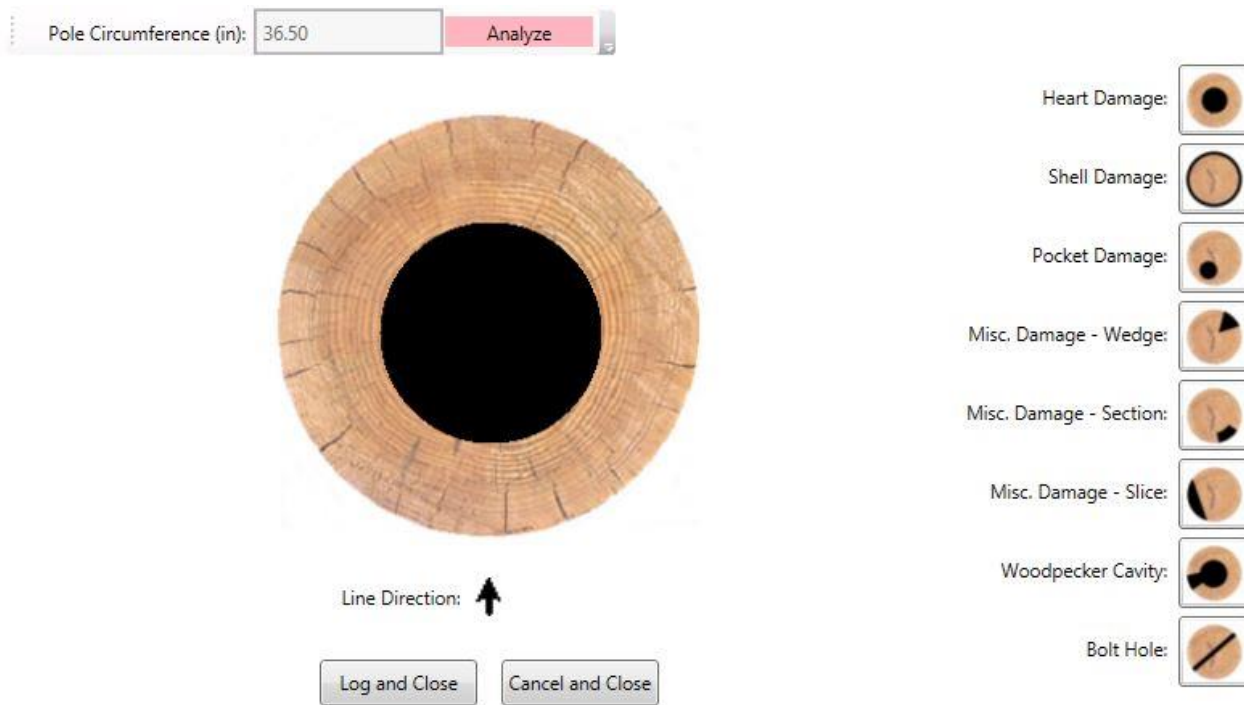 Pole Circumference (in): 36.50 Analyze
Heart Damage:
Shell Damage:
Pocket Damage:
Misc. Damage - Wedge:
Misc. Damage - Section:
Misc. Damage - Slice:
Woodpecker Cavity:
Bolt Hole:
Line Direction:
Log and Close Cancel and Close